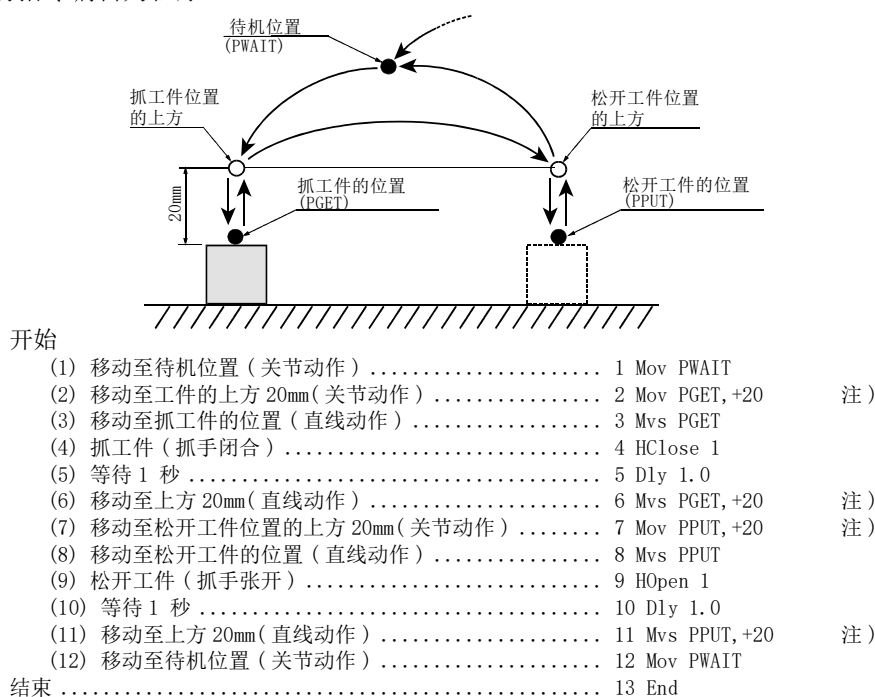 待机位置
(PWAIT)
抓工件位置
的上方
松开工件位置
的上方
20mm
抓工件的位置
(PGET)
松开工件的位置
(PPUT)
开始
(1) 移动至待机位置 ( 关节动作 ) ...................... 1 Mov PWAIT
(2) 移动至工件的上方 20mm( 关节动作 ) ................ 2 Mov PGET,+20 注 )
(3) 移动至抓工件的位置 ( 直线动作 ) .................. 3 Mvs PGET
(4) 抓工件 ( 抓手闭合 ) .............................. 4 HClose 1
(5) 等待 1 秒 ....................................... 5 Dly 1.0
(6) 移动至上方 20mm( 直线动作 ) ...................... 6 Mvs PGET,+20 注 )
(7) 移动至松开工件位置的上方 20mm( 关节动作 ) ........ 7 Mov PPUT,+20 注 )
(8) 移动至松开工件的位置 ( 直线动作 ) ................ 8 Mvs PPUT
(9) 松开工件 ( 抓手张开 ) ............................ 9 HOpen 1
(10) 等待 1 秒 ...................................... 10 Dly 1.0
(11) 移动至上方 20mm( 直线动作 ) ..................... 11 Mvs PPUT,+20 注 )
(12) 移动至待机位置 ( 关节动作 ) ..................... 12 Mov PWAIT
结束 ................................................... 13 End